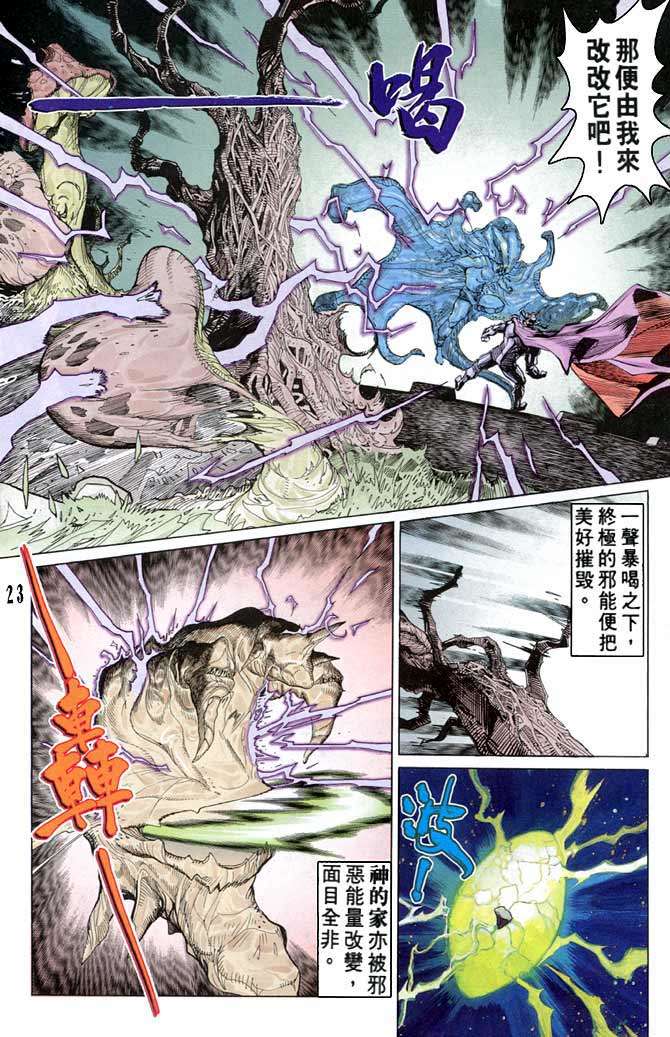 那便由我來
改改它吧！
喝
一聲暴喝之下，
終極的邪能便把
美好摧毀。
轟
神的家亦被邪
惡能量改變，
面目全非。
波！
23